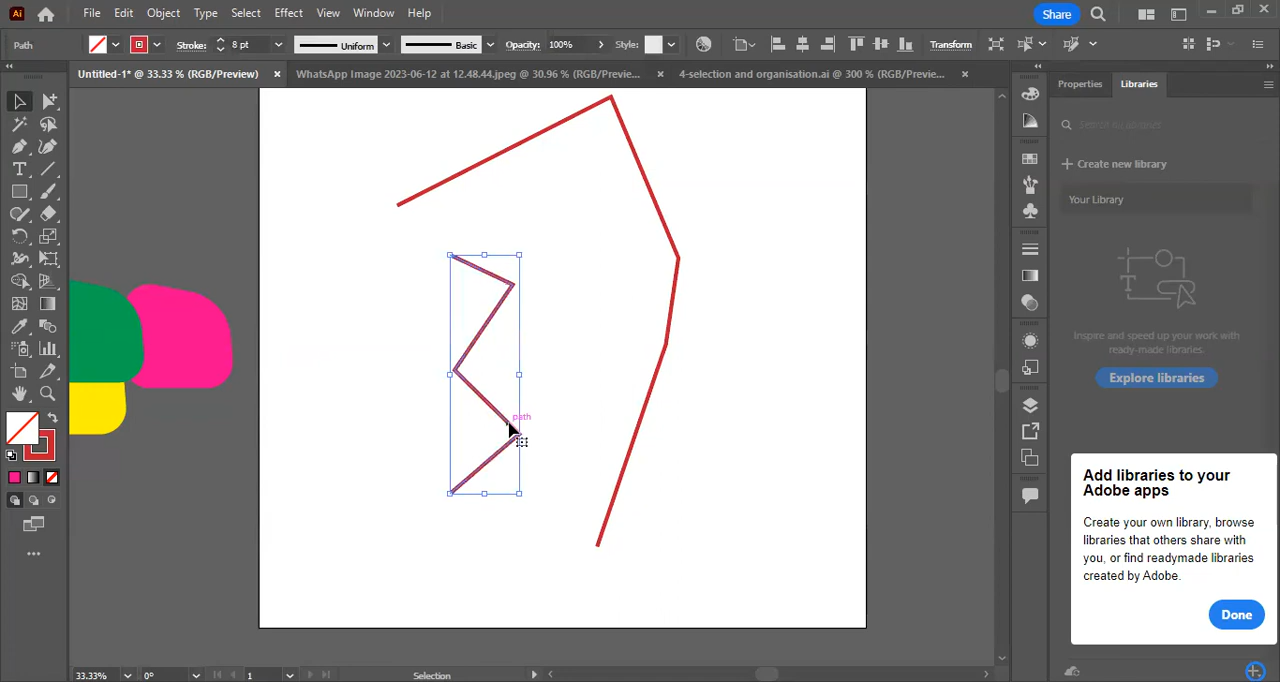 Ai File Edit Object Type Select Effect View Window Help Share
Path Stroke: 8 pt Uniform Basic Opacity: 100% Style: Transform
Untitled-1* @ 33.33 % (RGB/Preview) × WhatsApp Image 2023-06-12 at 12.48.44.jpeg @ 30.96 % (RGB/Previe... × 4-selection and organisation.ai @ 300 % (RGB/Previe... ×
Properties Libraries
Create new library
Your Library
path
Inspire and speed up your work with
ready-made libraries.
Explore libraries
Add libraries to your
Adobe apps
Create your own library, browse
libraries that others share with
you, or find readymade libraries
created by Adobe.
Done
33.33% 0° 1 Selection